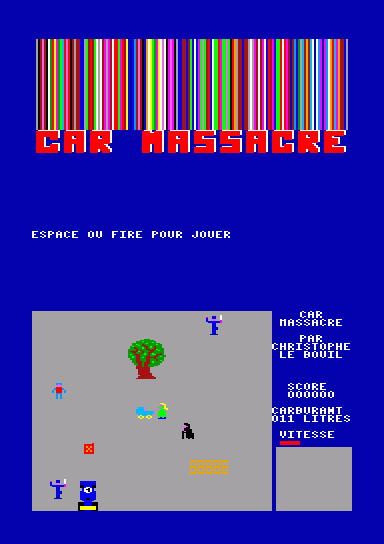 CAR MASSACRE
ESPACE OU FIRE POUR JOUER
CAR
MASSACRE
PAR
CHRISTOPHE
LE BOUIL
SCORE
000000
CARBURANT
011 LITRES
VITESSE